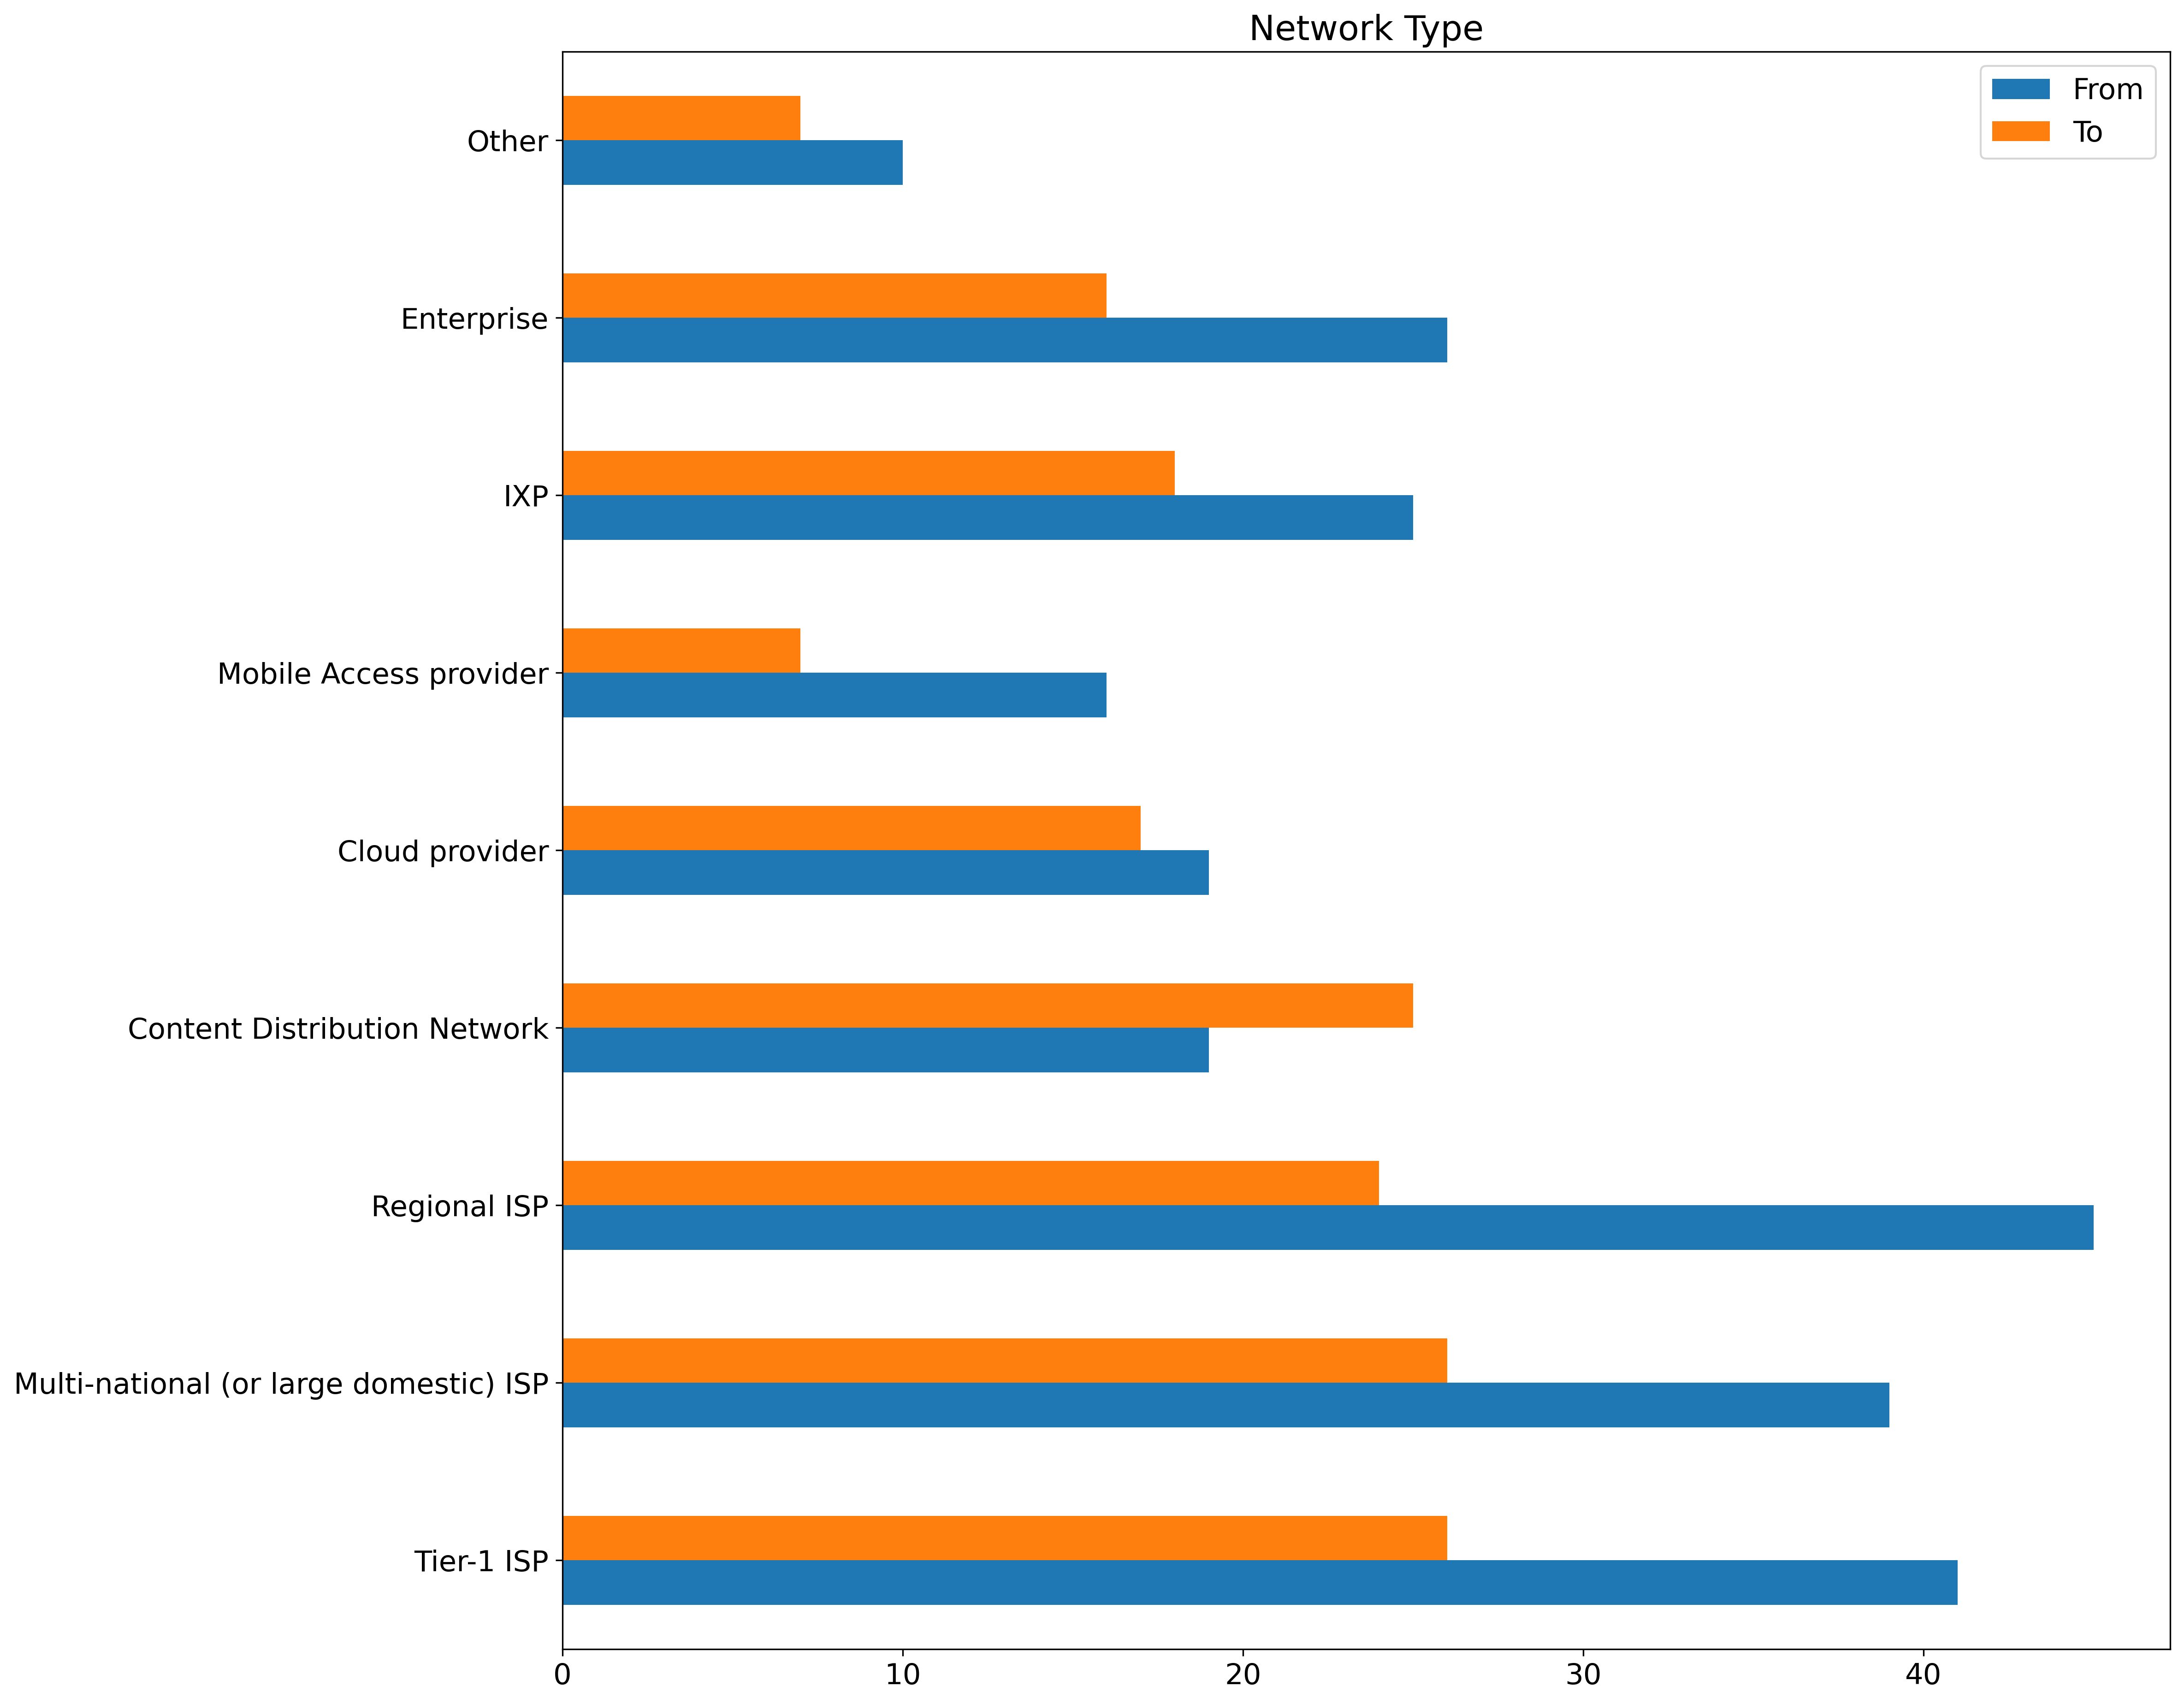 Network Type
From
To
Other
Enterprise
IXP
Mobile Access provider
Cloud provider
Content Distribution Network
Regional ISP
Multi-national (or large domestic) ISP
Tier-1 ISP
0 10 20 30 40